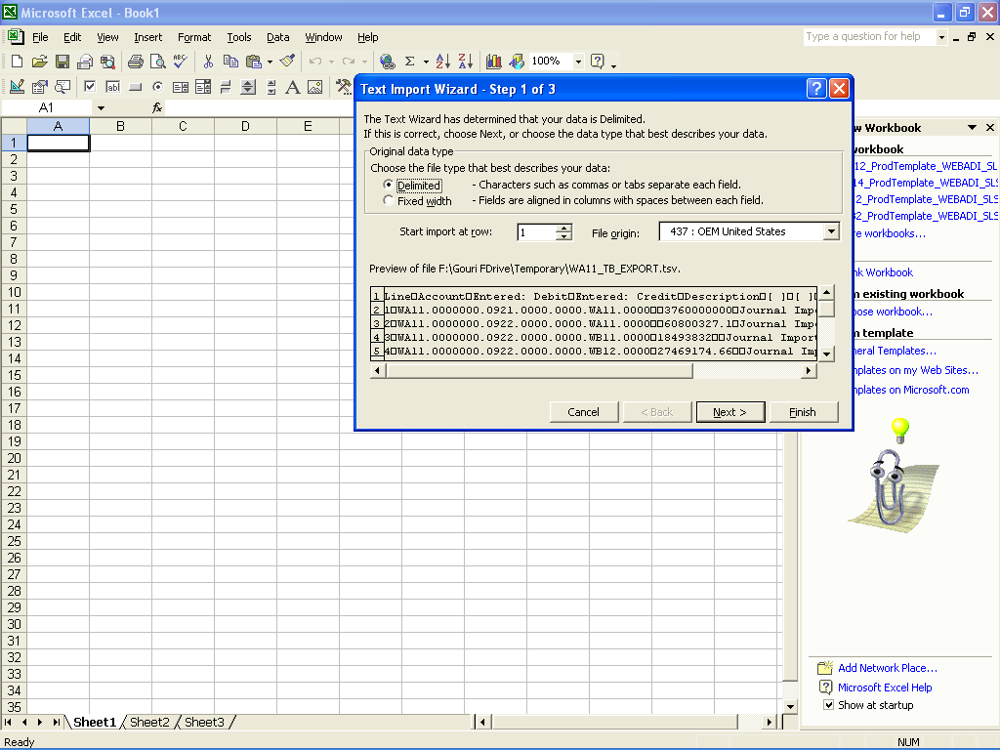 Microsoft Excel - Book1
File Edit View Insert Format Tools Data Window Help
Type a question for help
100%
A1
fx
A B C D E
1
2
3
4
5
6
7
8
9
10
11
12
13
14
15
16
17
18
19
20
21
22
23
24
25
26
27
28
29
30
31
32
33
34
35
Text Import Wizard - Step 1 of 3
The Text Wizard has determined that your data is Delimited.
If this is correct, choose Next, or choose the data type that best describes your data.
Original data type
Choose the file type that best describes your data:
Delimited - Characters such as commas or tabs separate each field.
Fixed width - Fields are aligned in columns with spaces between each field.
Start import at row: 1 File origin: 437 : OEM United States
Preview of file F:\Gouri FDrive\Temporary\WA11_TB_EXPORT.tsv.
1 Line□Account□Entered: Debit□Entered: Credit□Description□[ ]□[ ]□
2 1□WA11.0000000.0921.0000.0000.WA11.0000□□3760000000□Journal Impo
3 2□WA11.0000000.0922.0000.0000.WA11.0000□□60800327.1□Journal Impo
4 3□WA11.0000000.0922.0000.0000.WB11.0000□18493832□□Journal Import
5 4□WA11.0000000.0922.0000.0000.WB12.0000□27469174.66□□Journal Imp
Cancel < Back Next > Finish
w Workbook
workbook
12_ProdTemplate_WEBADI_SL
14_ProdTemplate_WEBADI_SL
2_ProdTemplate_WEBADI_SLS
32_ProdTemplate_WEBADI_SLS
re workbooks...
nk Workbook
m existing workbook
oose workbook...
m template
neral Templates...
mplates on my Web Sites...
mplates on Microsoft.com
Add Network Place...
Microsoft Excel Help
Show at startup
Sheet1 Sheet2 Sheet3
Ready
NUM